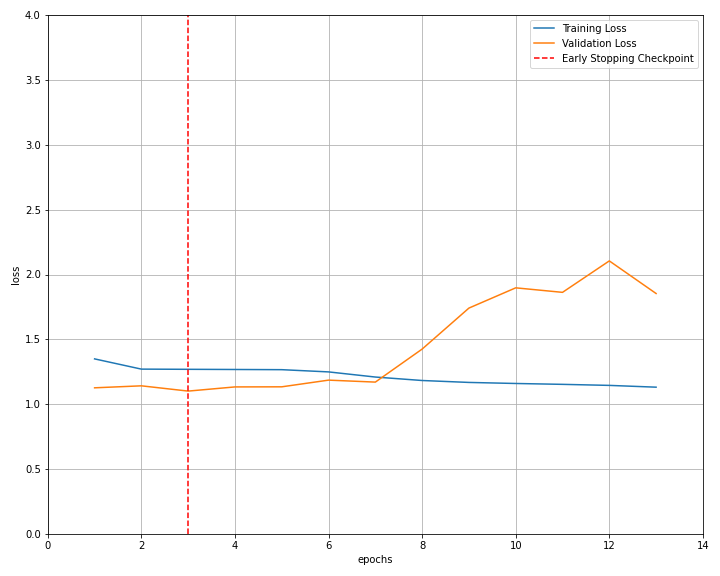 4.0
3.5
3.0
2.5
2.0
1.5
1.0
0.5
0.0
loss
Training Loss
Validation Loss
Early Stopping Checkpoint
0 2 4 6 8 10 12 14
epochs